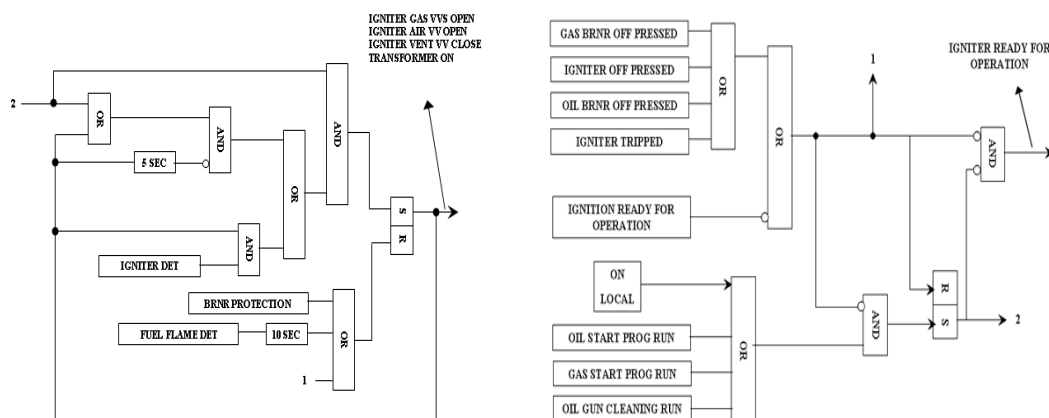 IGNITER GAS VVS OPEN
IGNITER AIR VV OPEN
IGNITER VENT VV CLOSE
TRANSFORMER ON
2
OR
AND
5 SEC
OR
AND
AND
IGNITER DET
S
R
BRNR PROTECTION
FUEL FLAME DET
10 SEC
OR
1
GAS BRNR OFF PRESSED
IGNITER OFF PRESSED
OIL BRNR OFF PRESSED
IGNITER TRIPPED
OR
OR
1
IGNITER READY FOR
OPERATION
AND
IGNITION READY FOR
OPERATION
ON
LOCAL
OIL START PROG RUN
GAS START PROG RUN
OIL GUN CLEANING RUN
OR
AND
R
S
2